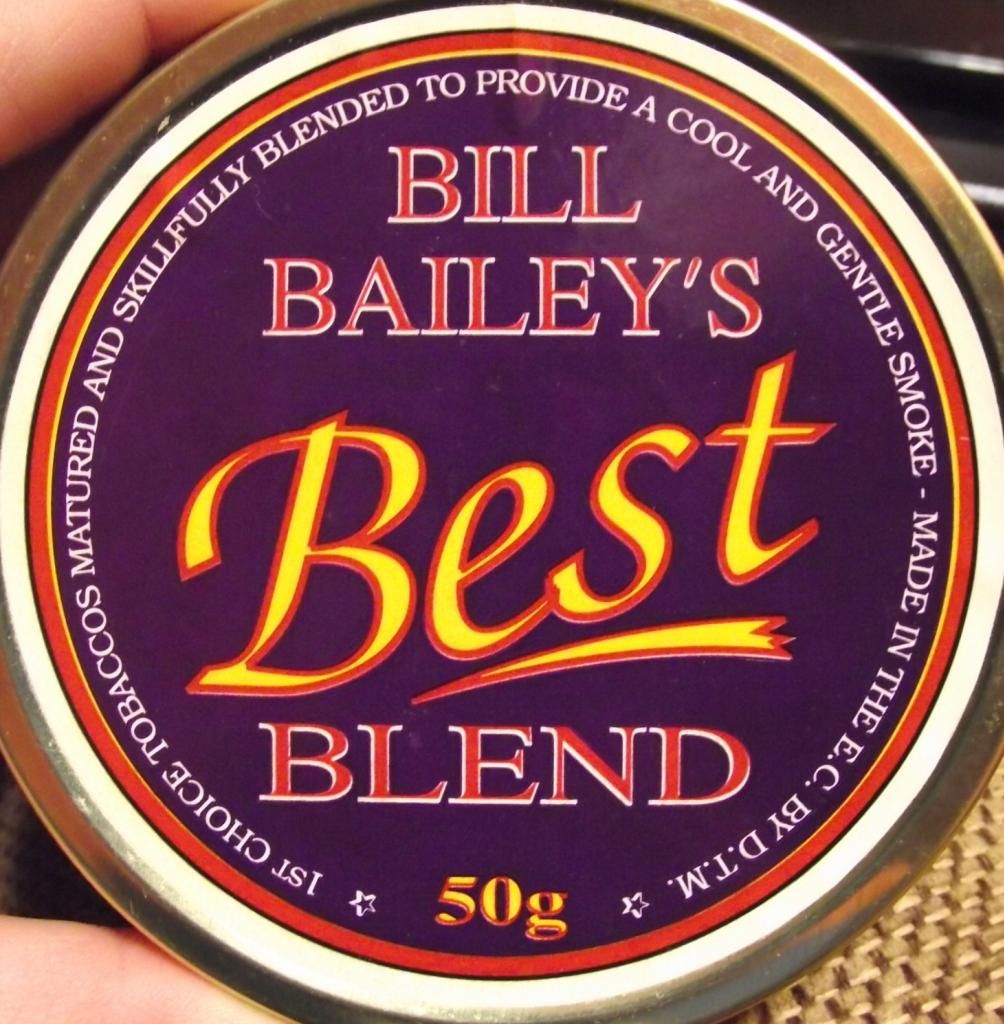 1ST CHOICE TOBACCOS MATURED AND SKILLFULLY BLENDED TO PROVIDE A COOL AND GENTLE SMOKE - MADE IN THE E.C. BY D.T.M.
BILL
BAILEY'S
Best
BLEND
50g